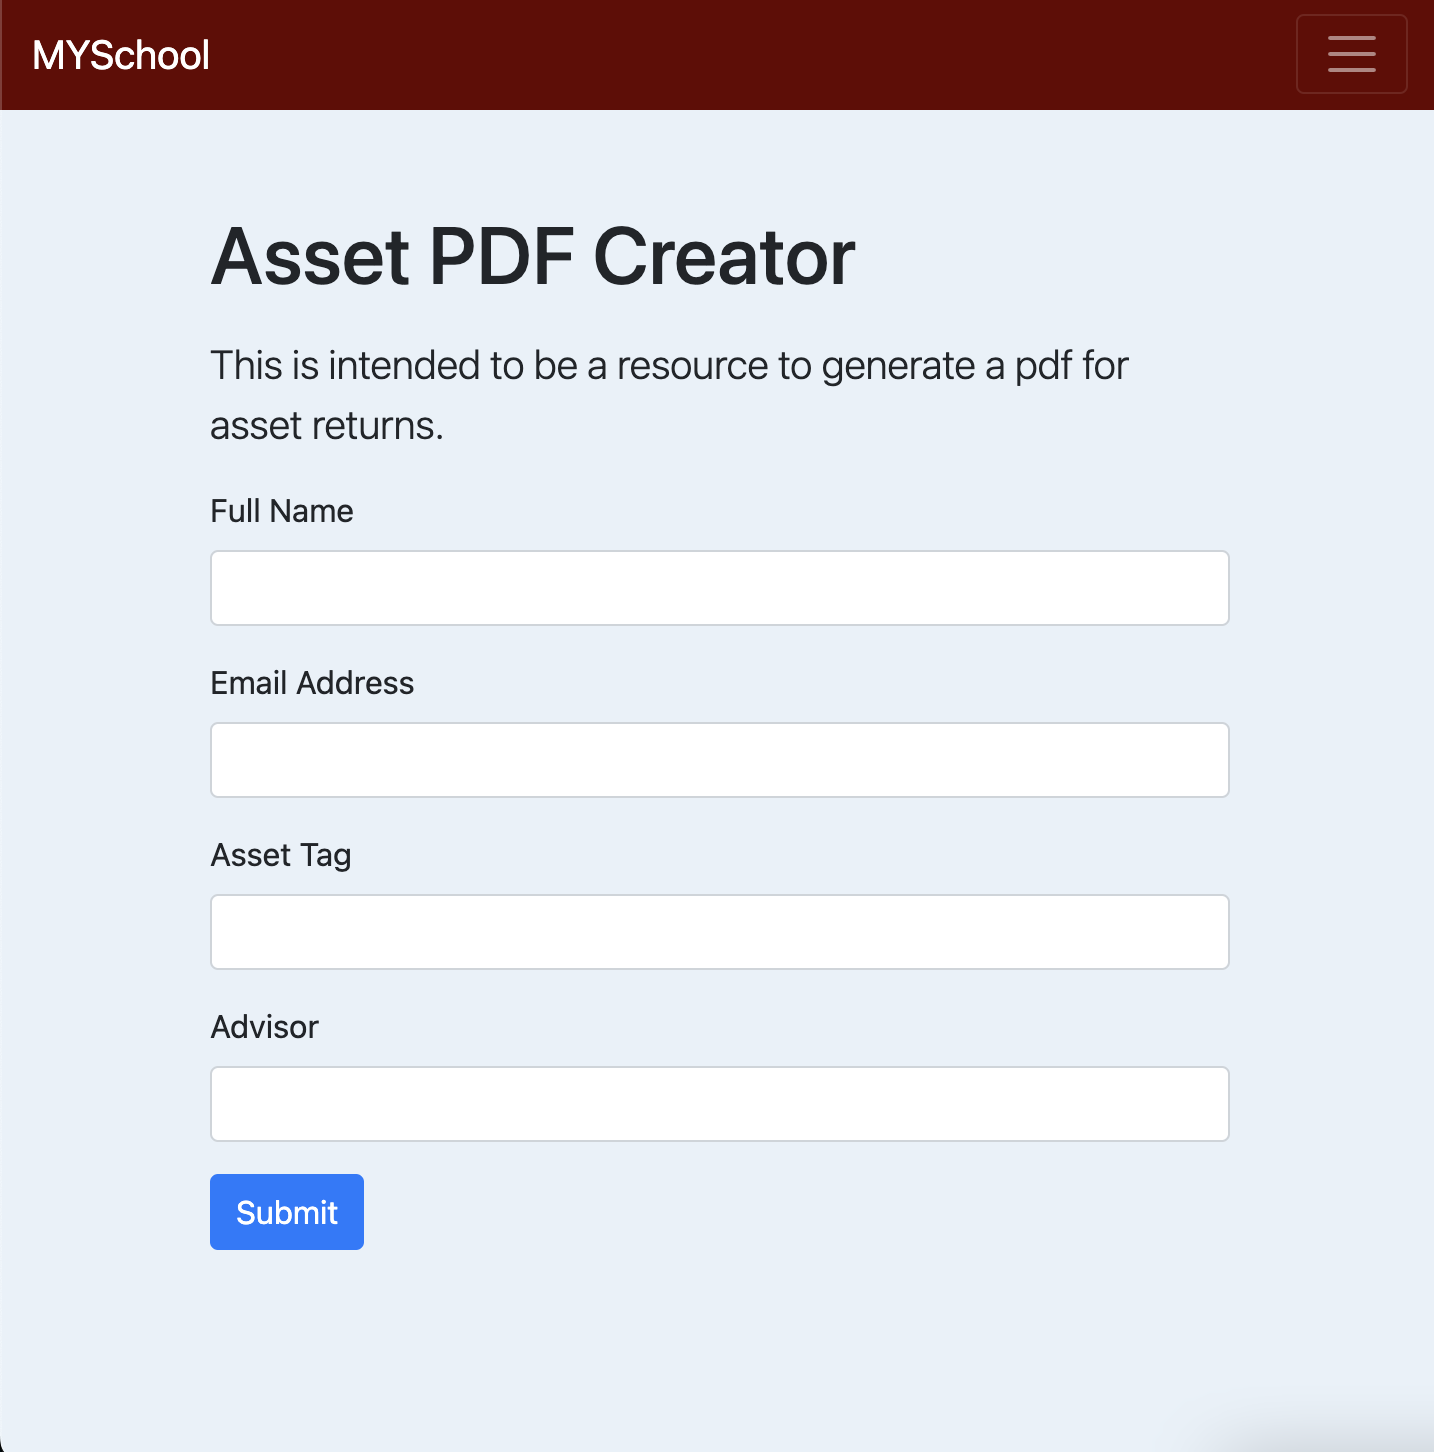 MYSchool
Asset PDF Creator
This is intended to be a resource to generate a pdf for
asset returns.
Full Name
Email Address
Asset Tag
Advisor
Submit